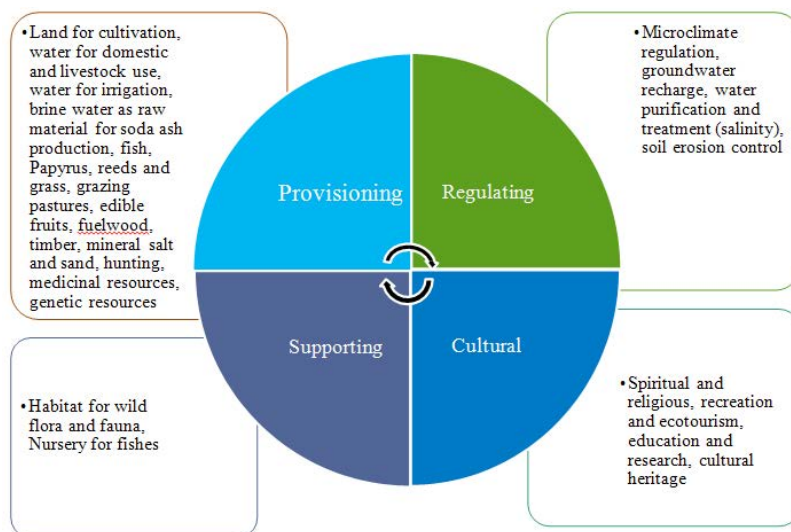 •Land for cultivation,
water for domestic
and livestock use,
water for irrigation,
brine water as raw
material for soda ash
production, fish,
Papyrus, reeds and
grass, grazing
pastures, edible
fruits, fuelwood,
timber, mineral salt
and sand, hunting,
medicinal resources,
genetic resources
•Microclimate
regulation,
groundwater
recharge, water
purification and
treatment (salinity),
soil erosion control
Provisioning
Regulating
Supporting
Cultural
•Habitat for wild
flora and fauna,
Nursery for fishes
•Spiritual and
religious, recreation
and ecotourism,
education and
research, cultural
heritage